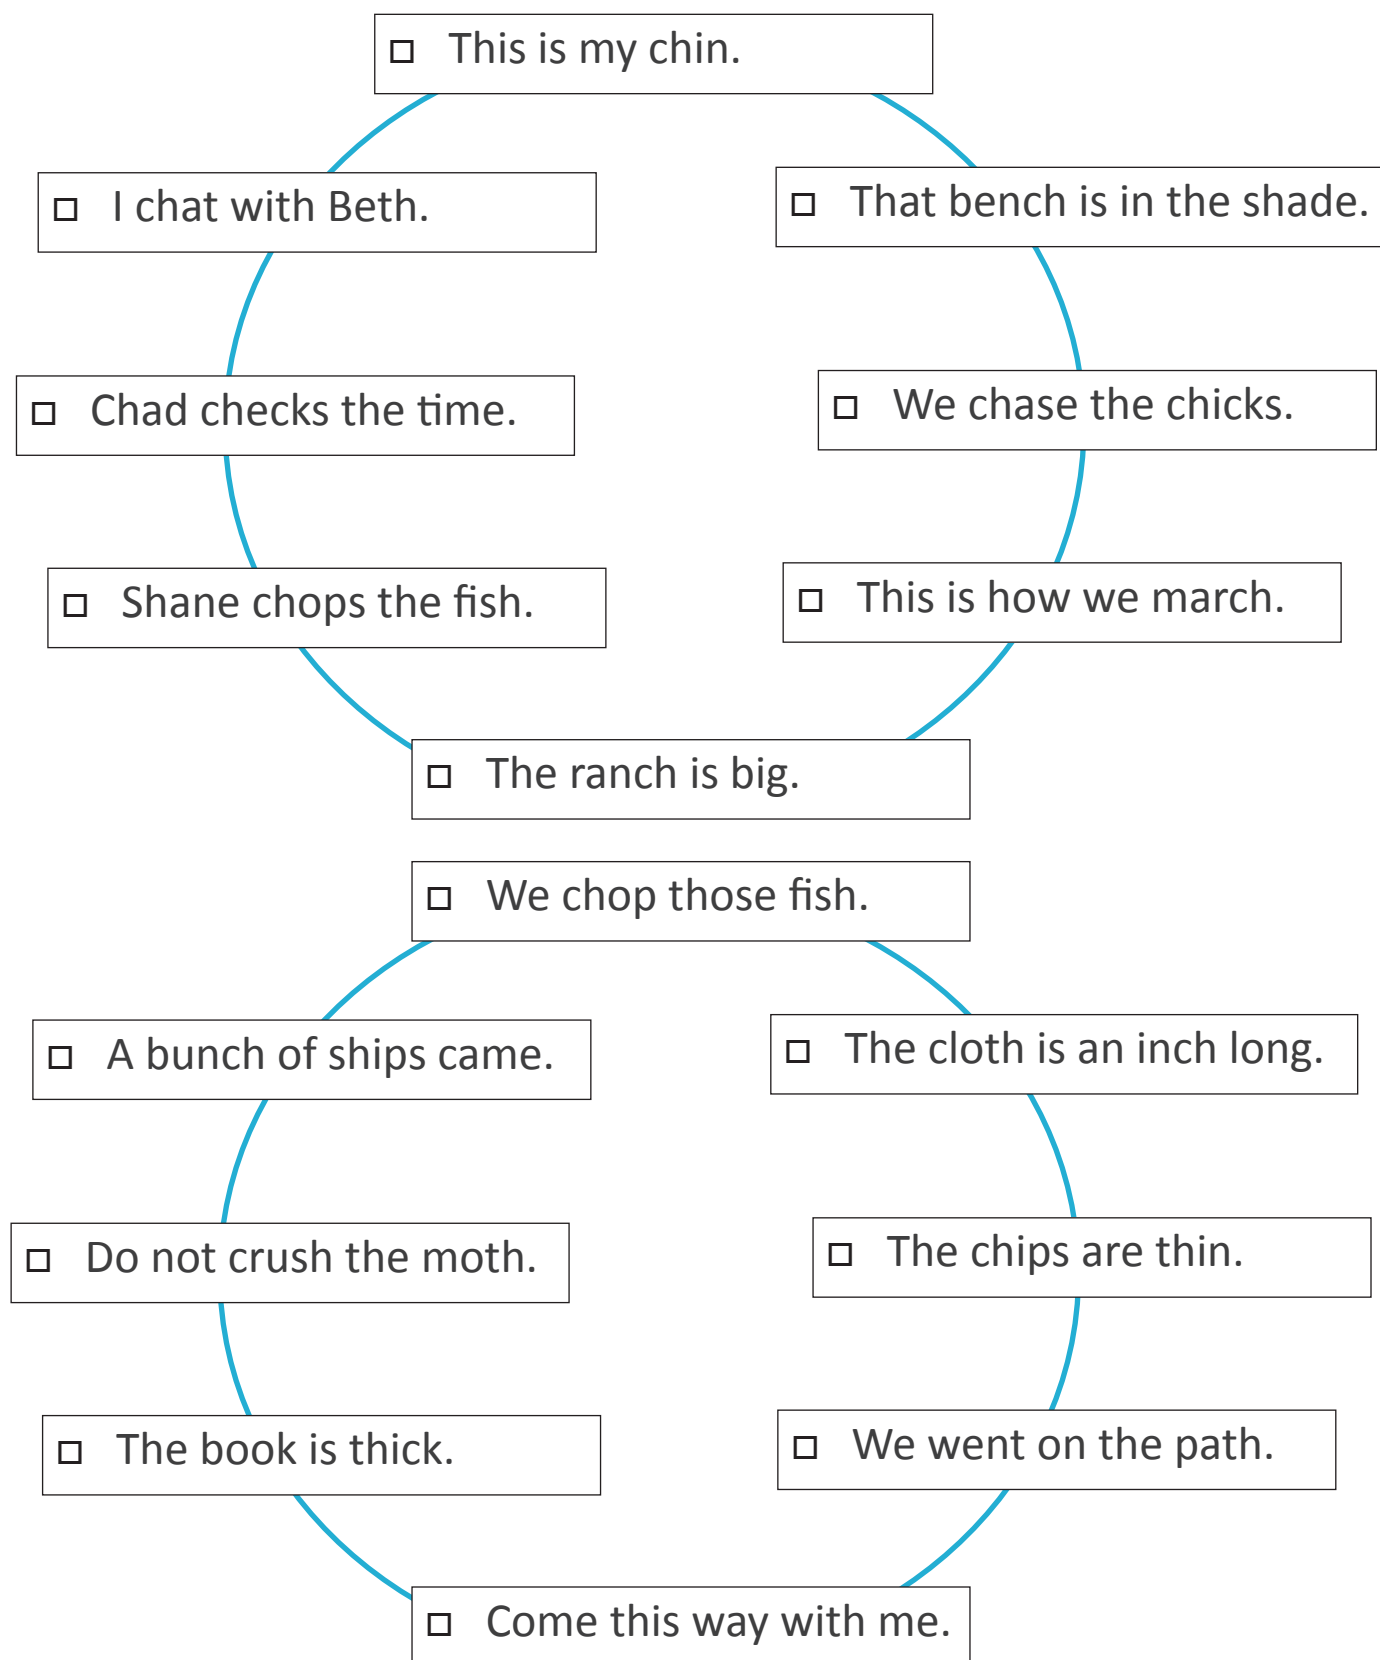 ☐ This is my chin.
☐ I chat with Beth.
☐ That bench is in the shade.
☐ Chad checks the time.
☐ We chase the chicks.
☐ Shane chops the fish.
☐ This is how we march.
☐ The ranch is big.
☐ We chop those fish.
☐ A bunch of ships came.
☐ The cloth is an inch long.
☐ Do not crush the moth.
☐ The chips are thin.
☐ The book is thick.
☐ We went on the path.
☐ Come this way with me.